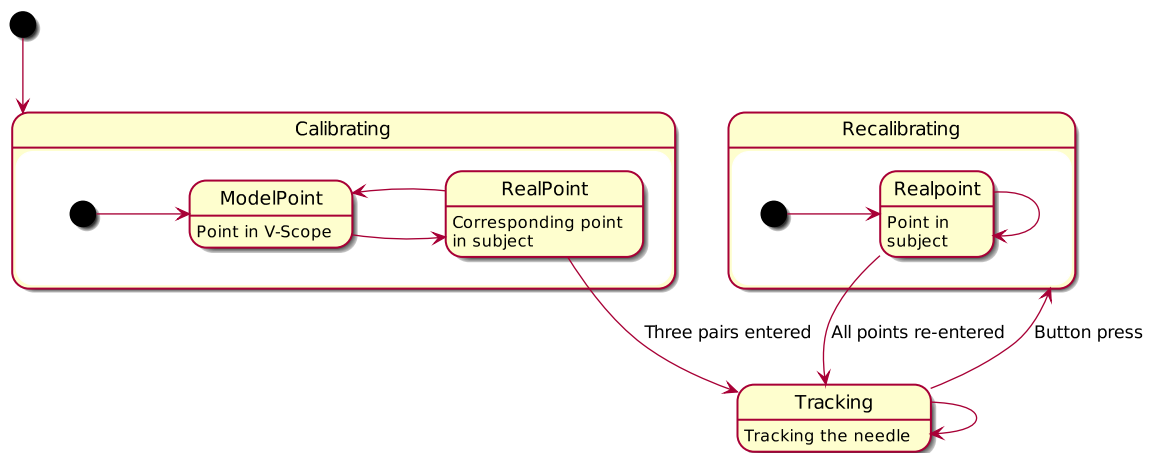 Calibrating
ModelPoint
Point in V-Scope
RealPoint
Corresponding point
in subject
Recalibrating
Realpoint
Point in
subject
Three pairs entered
All points re-entered
Button press
Tracking
Tracking the needle